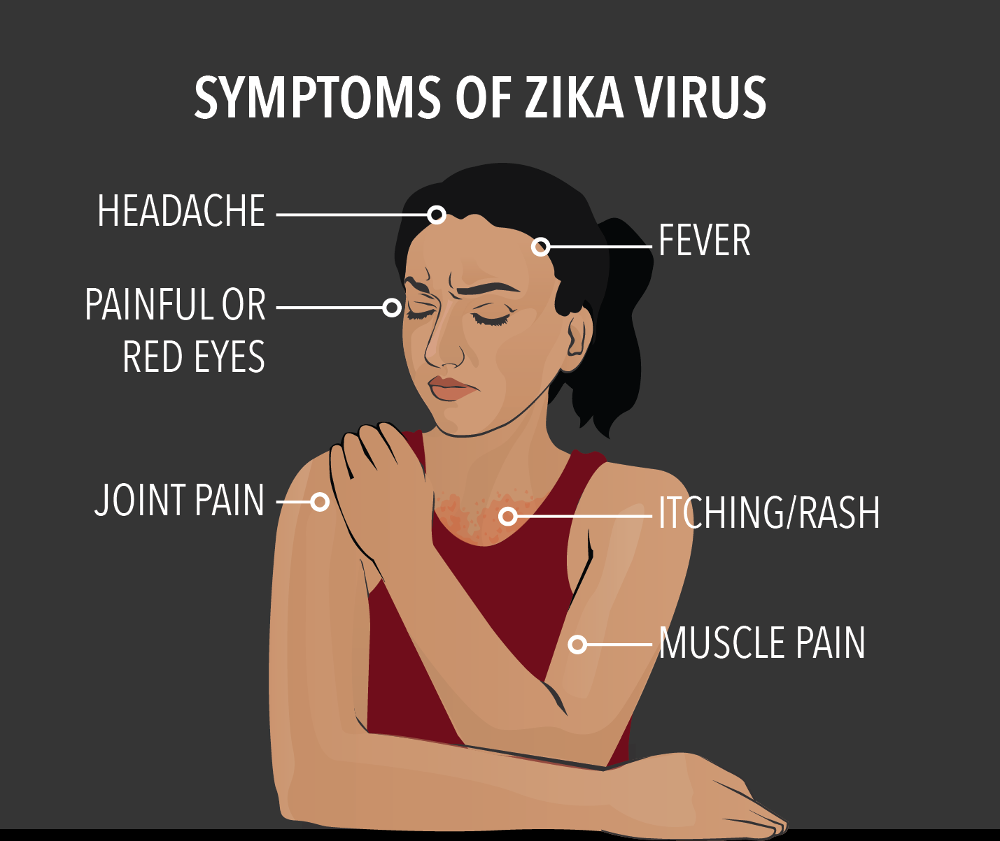 SYMPTOMS OF ZIKA VIRUS
HEADACHE
FEVER
PAINFUL OR
RED EYES
JOINT PAIN
ITCHING/RASH
MUSCLE PAIN